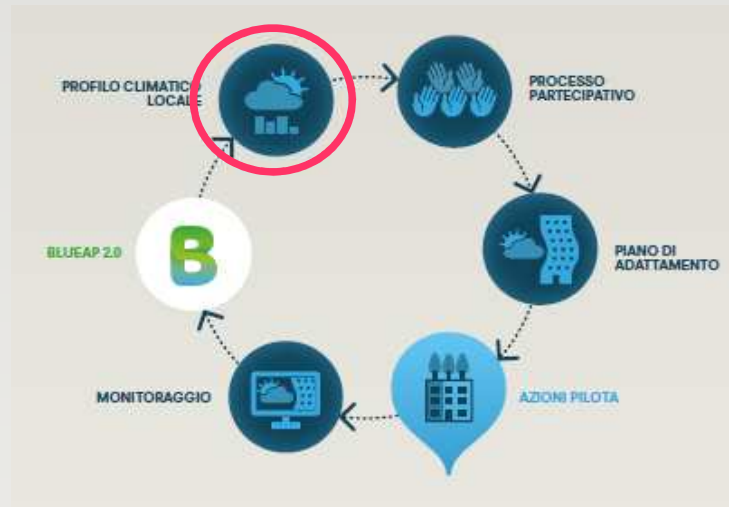 PROFILO CLIMATICO
LOCALE
PROCESSO
PARTECIPATIVO
BLUEAP 2.0
B
PIANO DI
ADATTAMENTO
MONITORAGGIO
AZIONI PILOTA